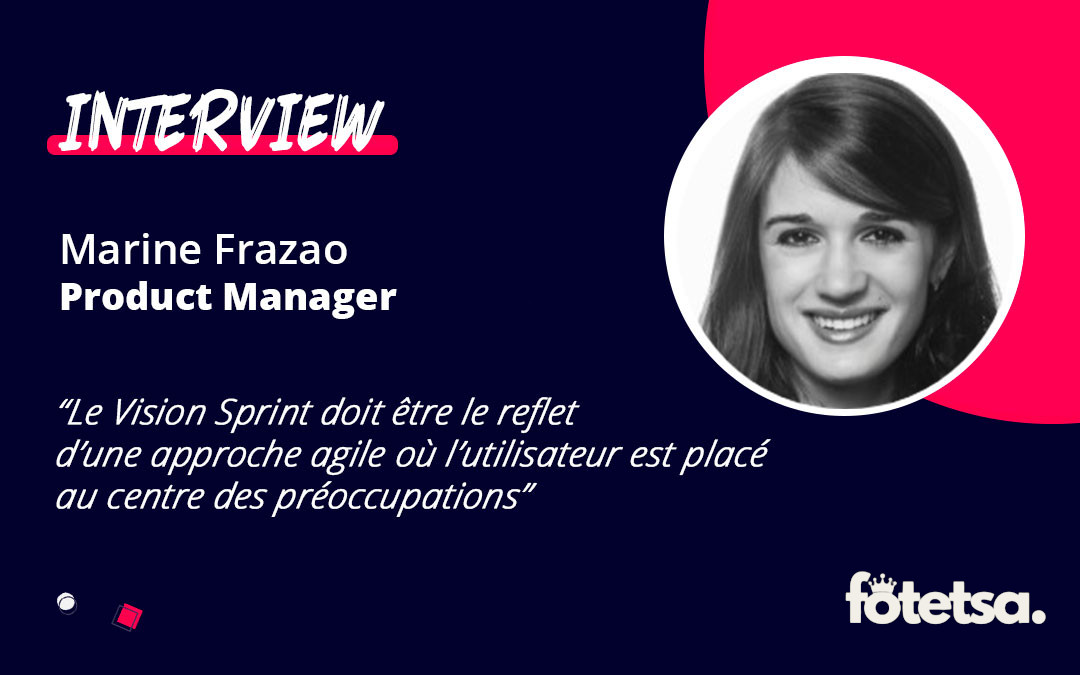 INTERVIEW
Marine Frazao
Product Manager
“Le Vision Sprint doit être le reflet
d’une approche agile où l’utilisateur est placé
au centre des préoccupations”
fotetsa.